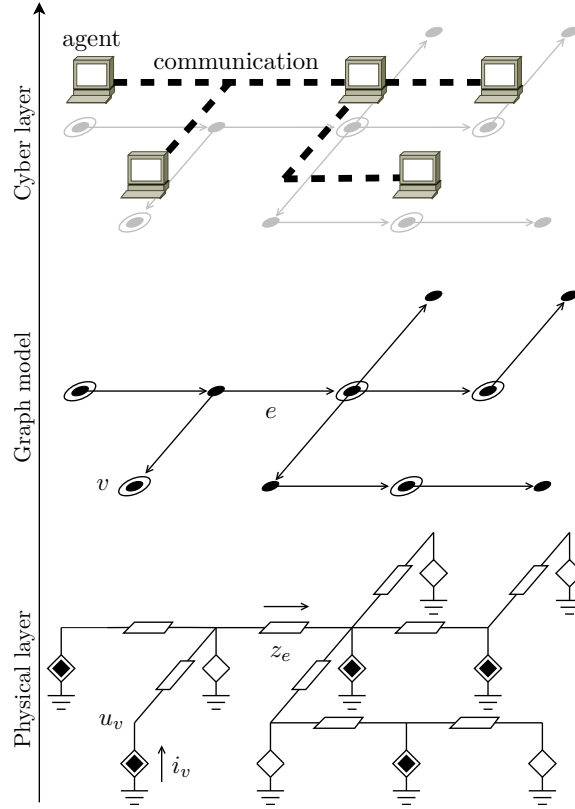 agent
communication
Cyber layer
Graph model
e
v
Physical layer
z_e
u_v
i_v